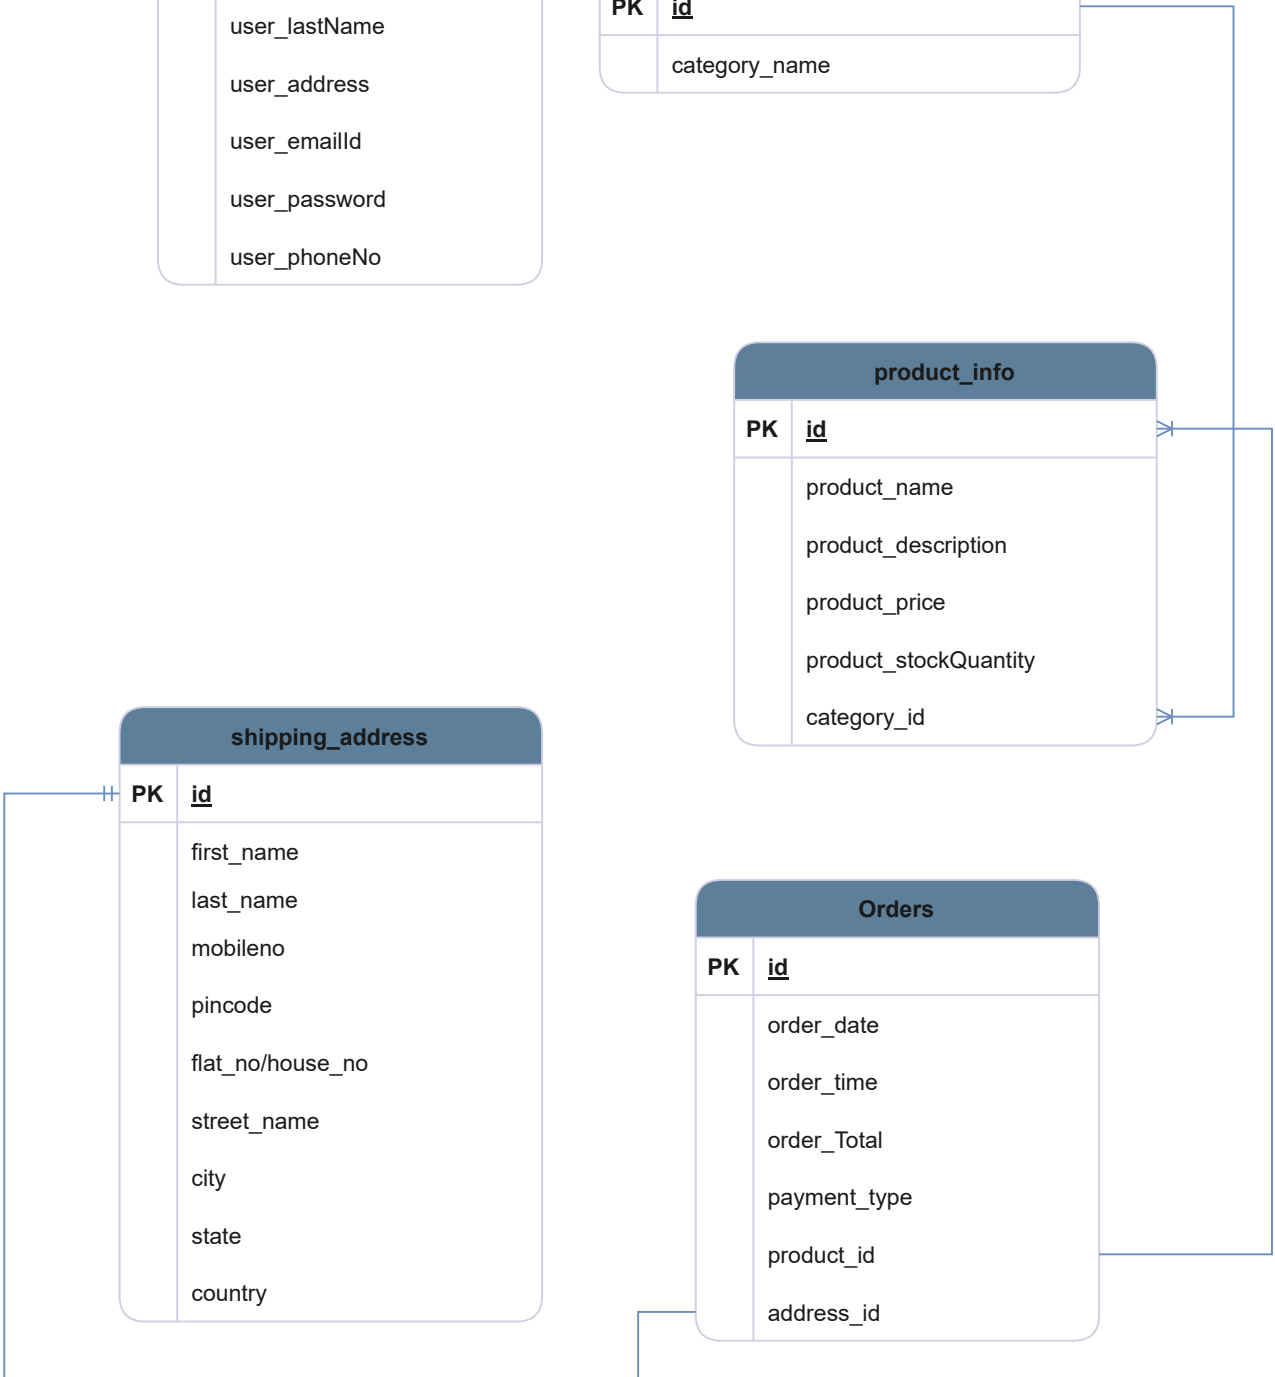 user_lastName
user_address
user_emailId
user_password
user_phoneNo
PK id
category_name
product_info
PK id
product_name
product_description
product_price
product_stockQuantity
category_id
shipping_address
PK id
first_name
last_name
mobileno
pincode
flat_no/house_no
street_name
city
state
country
Orders
PK id
order_date
order_time
order_Total
payment_type
product_id
address_id